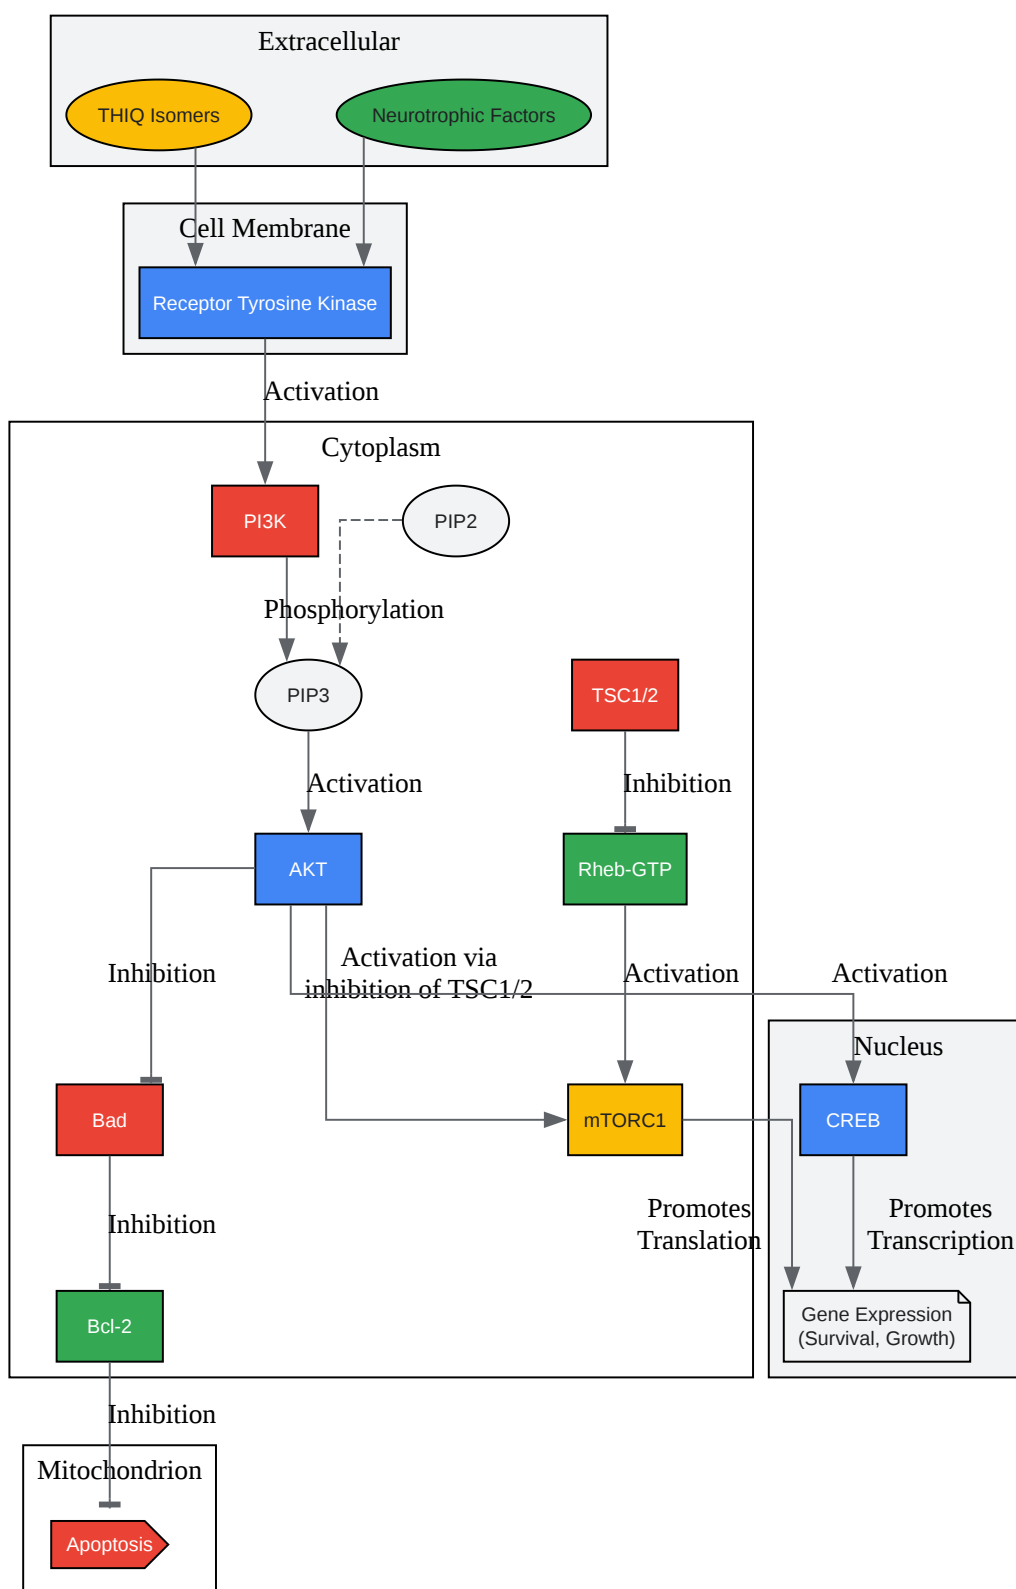 Extracellular
THIQ Isomers
Neurotrophic Factors
Cell Membrane
Receptor Tyrosine Kinase
Activation
Cytoplasm
PI3K
PIP2
Phosphorylation
PIP3
TSC1/2
Activation
Inhibition
AKT
Rheb-GTP
Inhibition
Activation via
inhibition of TSC1/2
Activation
Activation
Nucleus
Bad
mTORC1
CREB
Inhibition
Promotes
Translation
Promotes
Transcription
Bcl-2
Gene Expression
(Survival, Growth)
Inhibition
Mitochondrion
Apoptosis